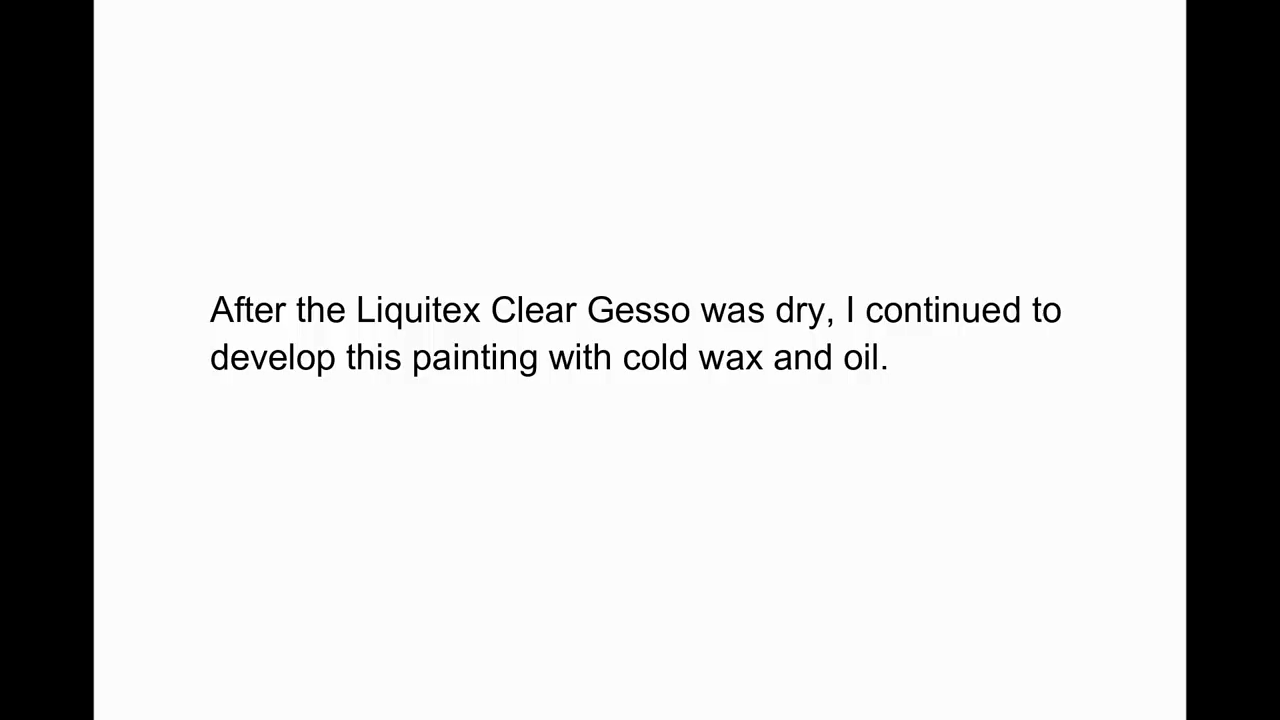 After the Liquitex Clear Gesso was dry, I continued to
develop this painting with cold wax and oil.